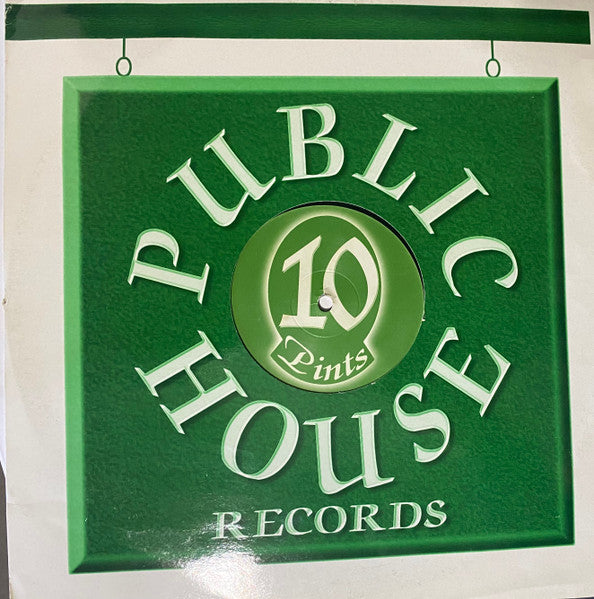 PUBLIC
HOUSE
RECORDS
10
Pints